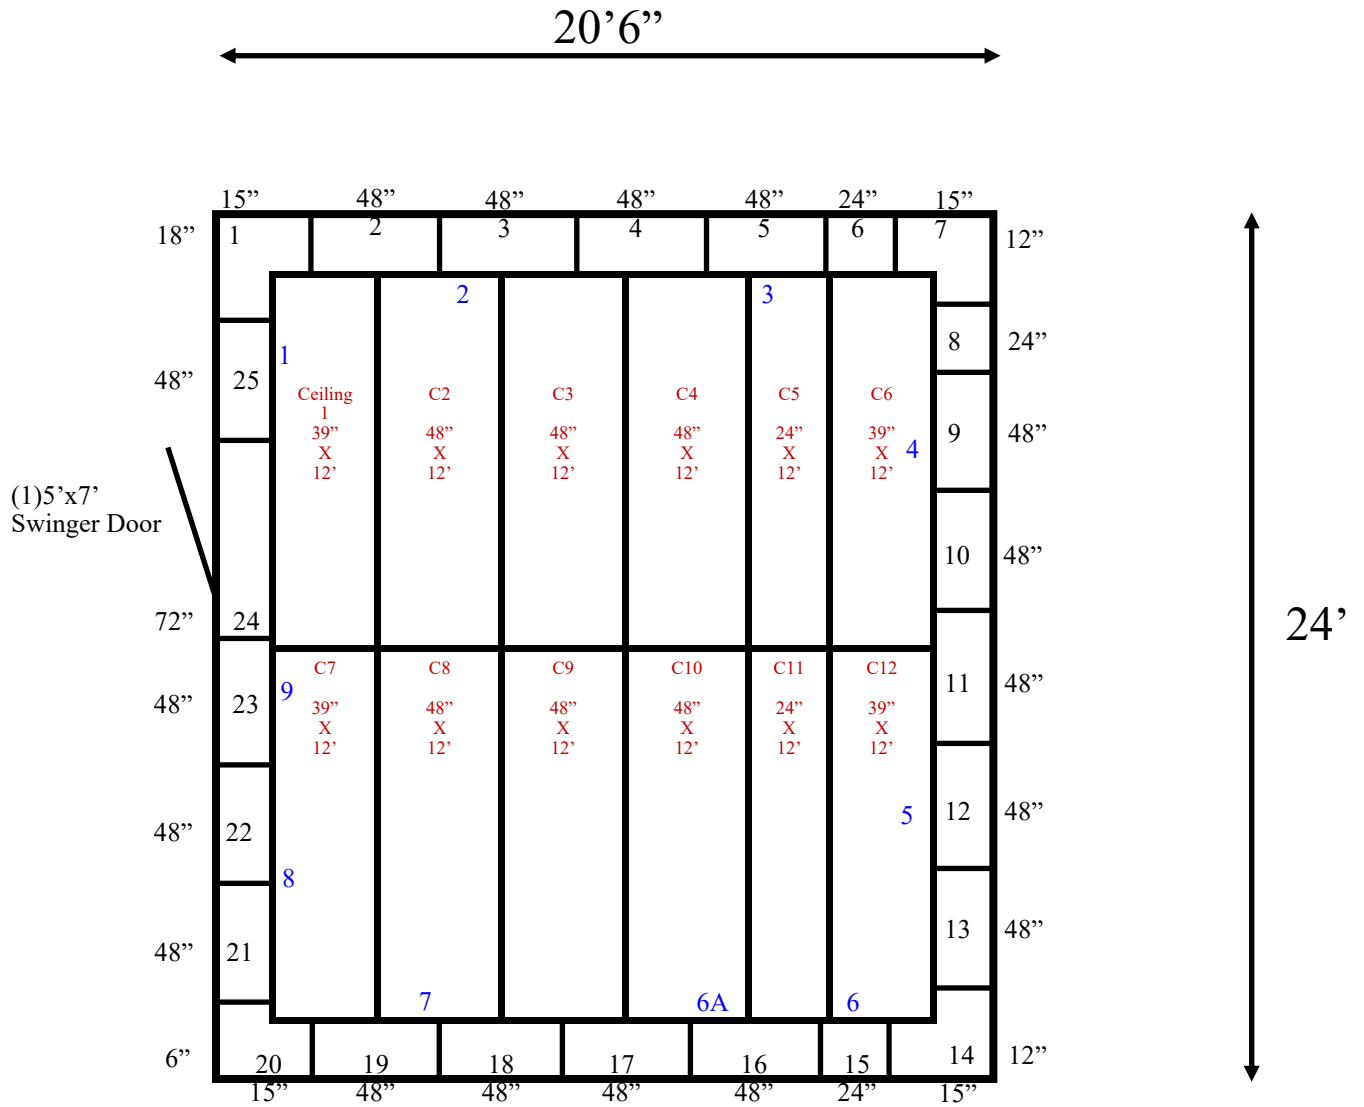 20’6”
15” 48” 48” 48” 48” 24” 15”
18” 1 2 3 4 5 6 7 12”
2 3
1
8 24”
48” 25
Ceiling C2 C3 C4 C5 C6
1
39” 48” 48” 48” 24” 39”
X X X X X X
12’ 12’ 12’ 12’ 12’ 12’
4
9 48”
(1)5’x7’
Swinger Door
10 48”
72” 24
24’
C7 C8 C9 C10 C11 C12
9
39” 48” 48” 48” 24” 39”
X X X X X X
12’ 12’ 12’ 12’ 12’ 12’
11 48”
48” 23
5
12 48”
48” 22
8
13 48”
48” 21
7 6A 6
6” 20 19 18 17 16 15 14 12”
15” 48” 48” 48” 48” 24” 15”